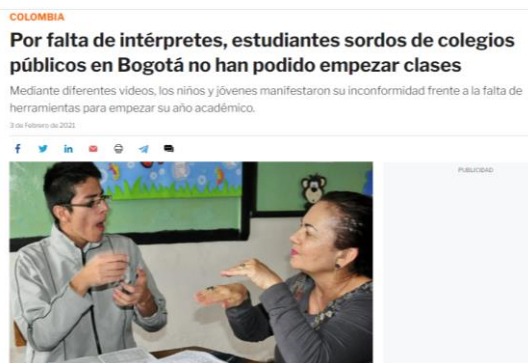 COLOMBIA
Por falta de intérpretes, estudiantes sordos de colegios
públicos en Bogotá no han podido empezar clases
Mediante diferentes videos, los niños y jóvenes manifestaron su inconformidad frente a la falta de
herramientas para empezar su año académico.
3 de Febrero de 2021
PUBLICIDAD